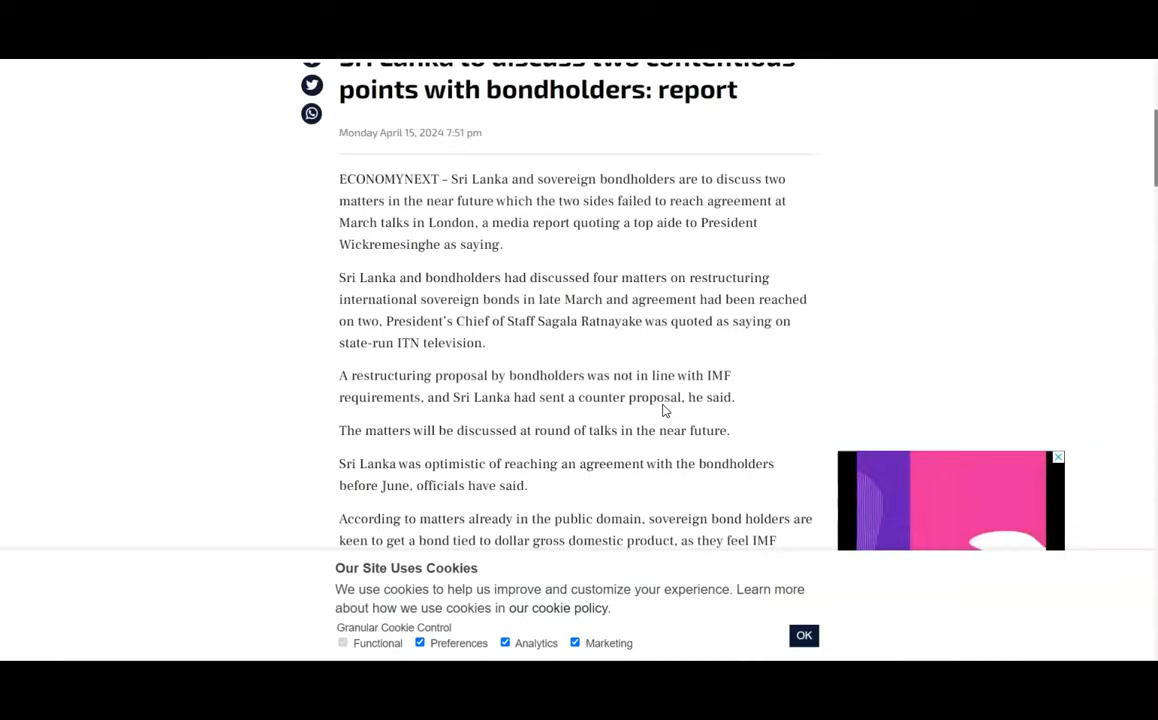 Sri Lanka to discuss two contentious
points with bondholders: report
Monday April 15, 2024 7:51 pm
ECONOMYNEXT – Sri Lanka and sovereign bondholders are to discuss two
matters in the near future which the two sides failed to reach agreement at
March talks in London, a media report quoting a top aide to President
Wickremesinghe as saying.
Sri Lanka and bondholders had discussed four matters on restructuring
international sovereign bonds in late March and agreement had been reached
on two, President's Chief of Staff Sagala Ratnayake was quoted as saying on
state-run ITN television.
A restructuring proposal by bondholders was not in line with IMF
requirements, and Sri Lanka had sent a counter proposal, he said.
The matters will be discussed at round of talks in the near future.
Sri Lanka was optimistic of reaching an agreement with the bondholders
before June, officials have said.
According to matters already in the public domain, sovereign bond holders are
keen to get a bond tied to dollar gross domestic product, as they feel IMF
Our Site Uses Cookies
We use cookies to help us improve and customize your experience. Learn more
about how we use cookies in our cookie policy.
Granular Cookie Control
Functional Preferences Analytics Marketing
OK